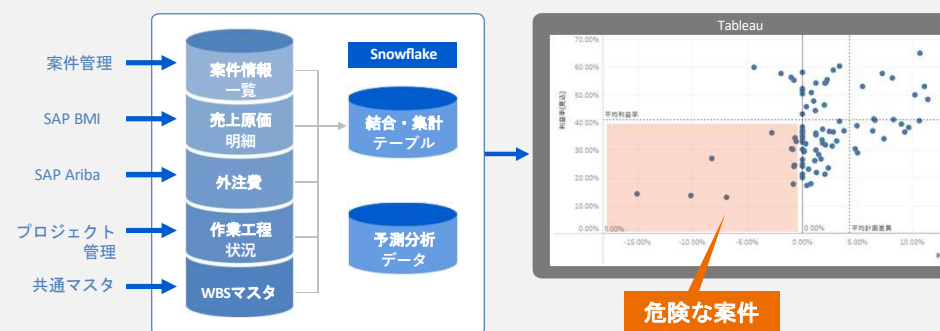 案件管理
SAP BMI
SAP Ariba
プロジェクト
管理
共通マスタ
案件情報
一覧
売上原価
明細
外注費
作業工程
状況
WBSマスタ
Snowflake
結合・集計
テーブル
予測分析
データ
Tableau
利益率(見込)
70.00%
60.00%
50.00%
40.00%
30.00%
20.00%
10.00%
0.00%
平均利益率
0.00%
0.00%
平均計画差異
-15.00%
-10.00%
-5.00%
0.00%
5.00%
10.00%
危険な案件